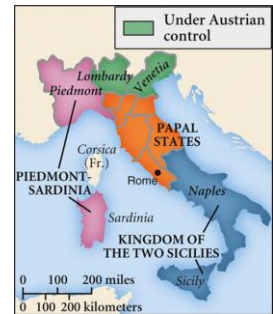 Under Austrian
control
Lombardy
Venetia
Piedmont
PAPAL
STATES
Corsica
(Fr.)
Rome
PIEDMONT-
SARDINIA
Naples
Sardinia
KINGDOM OF
THE TWO SICILIES
Sicily
0 100 200 miles
0 100 200 kilometers